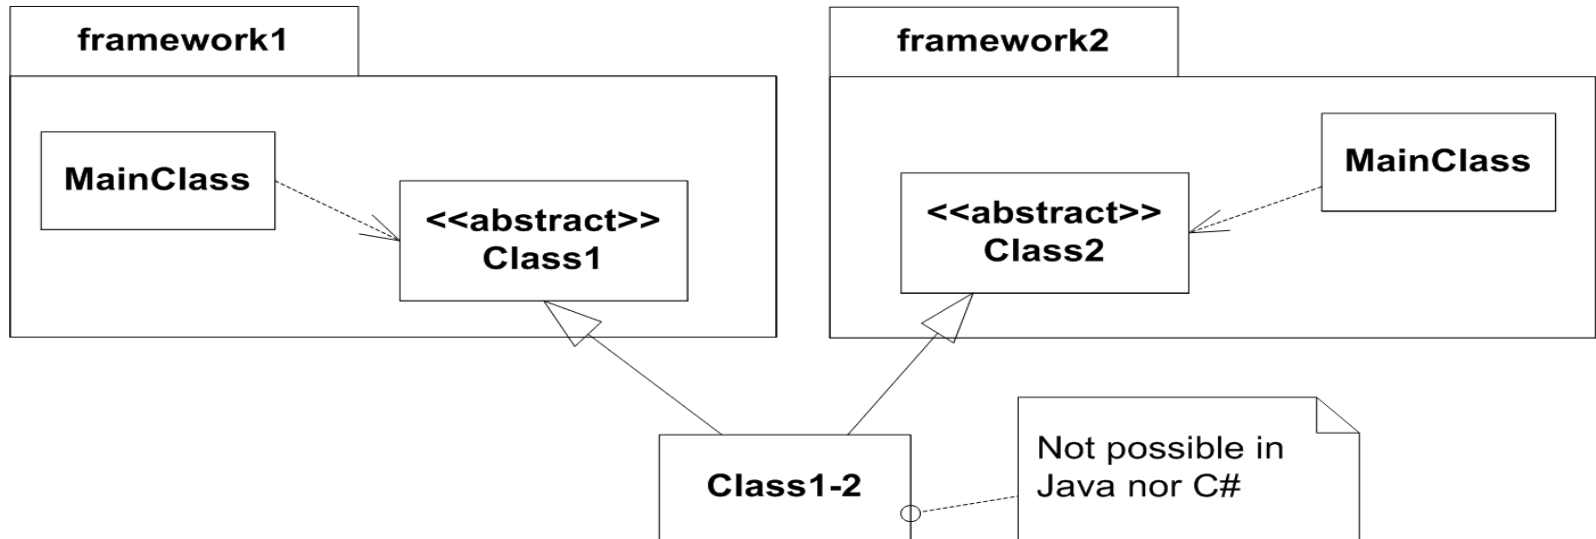 framework1
framework2
MainClass
<<abstract>>
Class1
<<abstract>>
Class2
MainClass
Class1-2
Not possible in
Java nor C#